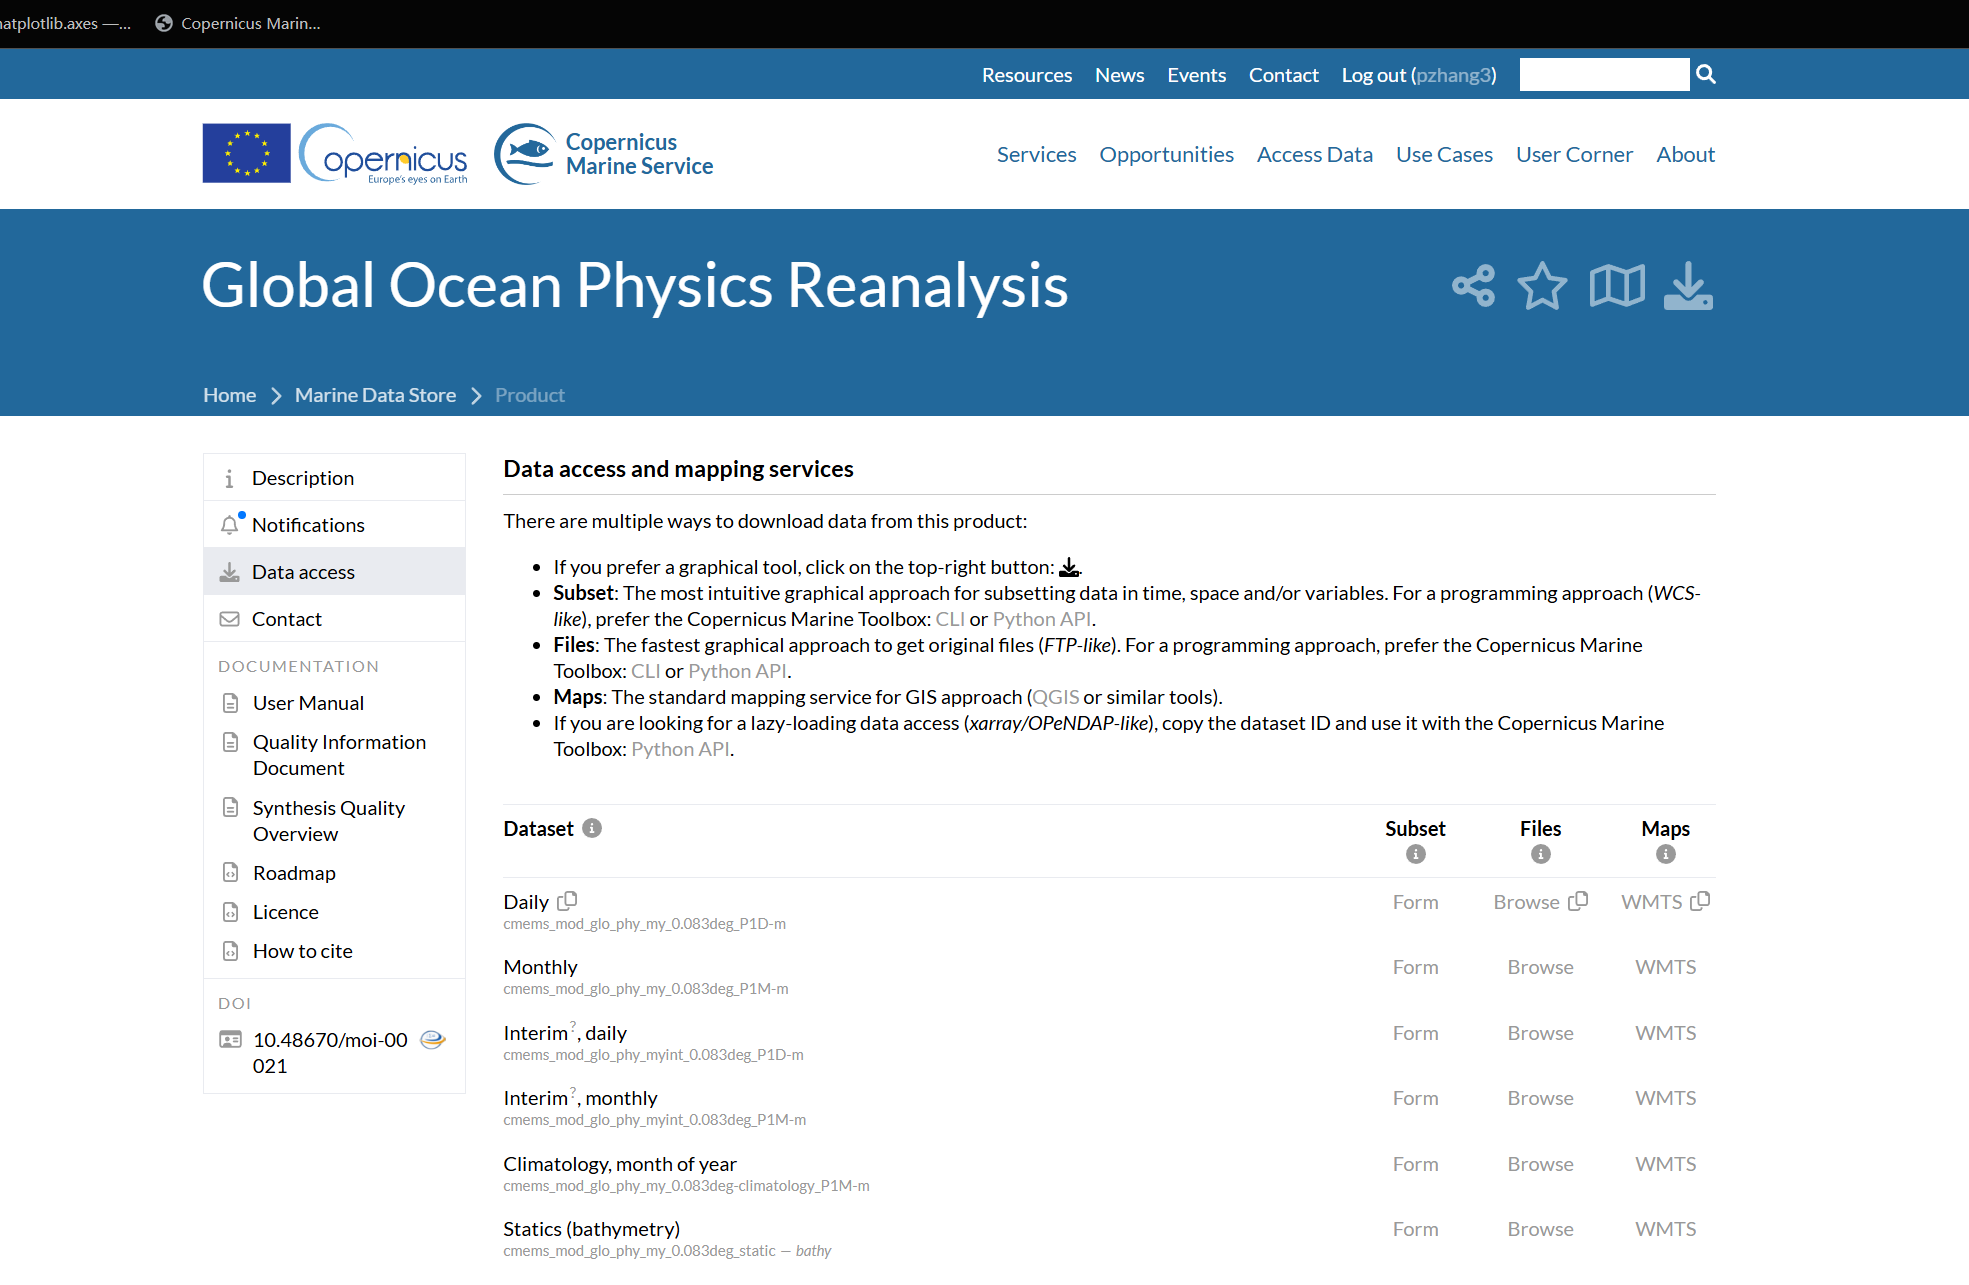 natplotlib.axes —...
Copernicus Marin...
Resources
News
Events
Contact
Log out (pzhang3)
opernicus
Europe's eyes on Earth
Copernicus
Marine Service
Services
Opportunities
Access Data
Use Cases
User Corner
About
Global Ocean Physics Reanalysis
Home
Marine Data Store
Product
Description
Notifications
Data access
Contact
DOCUMENTATION
User Manual
Quality Information
Document
Synthesis Quality
Overview
Roadmap
Licence
How to cite
DOI
10.48670/moi-00
021
Data access and mapping services
There are multiple ways to download data from this product:
• If you prefer a graphical tool, click on the top-right button: .
• Subset: The most intuitive graphical approach for subsetting data in time, space and/or variables. For a programming approach (WCS-
like), prefer the Copernicus Marine Toolbox: CLI or Python API.
• Files: The fastest graphical approach to get original files (FTP-like). For a programming approach, prefer the Copernicus Marine
Toolbox: CLI or Python API.
• Maps: The standard mapping service for GIS approach (QGIS or similar tools).
• If you are looking for a lazy-loading data access (xarray/OPeNDAP-like), copy the dataset ID and use it with the Copernicus Marine
Toolbox: Python API.
Dataset Subset Files Maps
Daily Form Browse WMTS
cmems_mod_glo_phy_my_0.083deg_P1D-m
Monthly Form Browse WMTS
cmems_mod_glo_phy_my_0.083deg_P1M-m
Interim?, daily Form Browse WMTS
cmems_mod_glo_phy_myint_0.083deg_P1D-m
Interim?, monthly Form Browse WMTS
cmems_mod_glo_phy_myint_0.083deg_P1M-m
Climatology, month of year Form Browse WMTS
cmems_mod_glo_phy_my_0.083deg-climatology_P1M-m
Statics (bathymetry) Form Browse WMTS
cmems_mod_glo_phy_my_0.083deg_static — bathy